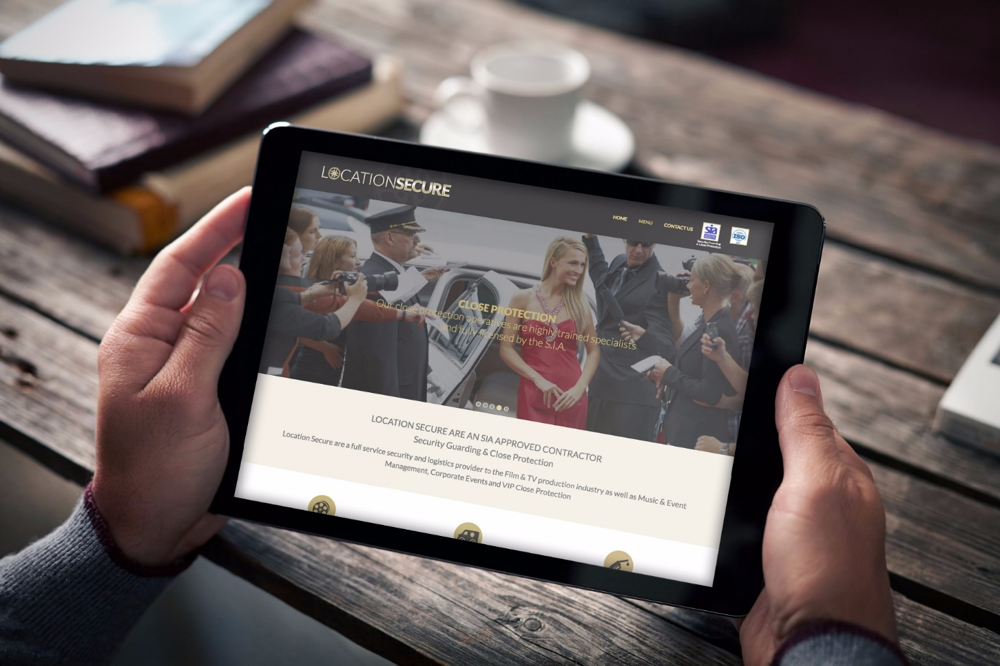 LOCATIONSECURE
HOME MENU CONTACT US
sia
Security Guarding
& Close Protection
ISO
CLOSE PROTECTION
Our close protection operatives are highly trained specialists
and fully licensed by the S.I.A.
LOCATION SECURE ARE AN SIA APPROVED CONTRACTOR
Security Guarding & Close Protection
Location Secure are a full service security and logistics provider to the Film & TV production industry as well as Music & Event
Management, Corporate Events and VIP Close Protection